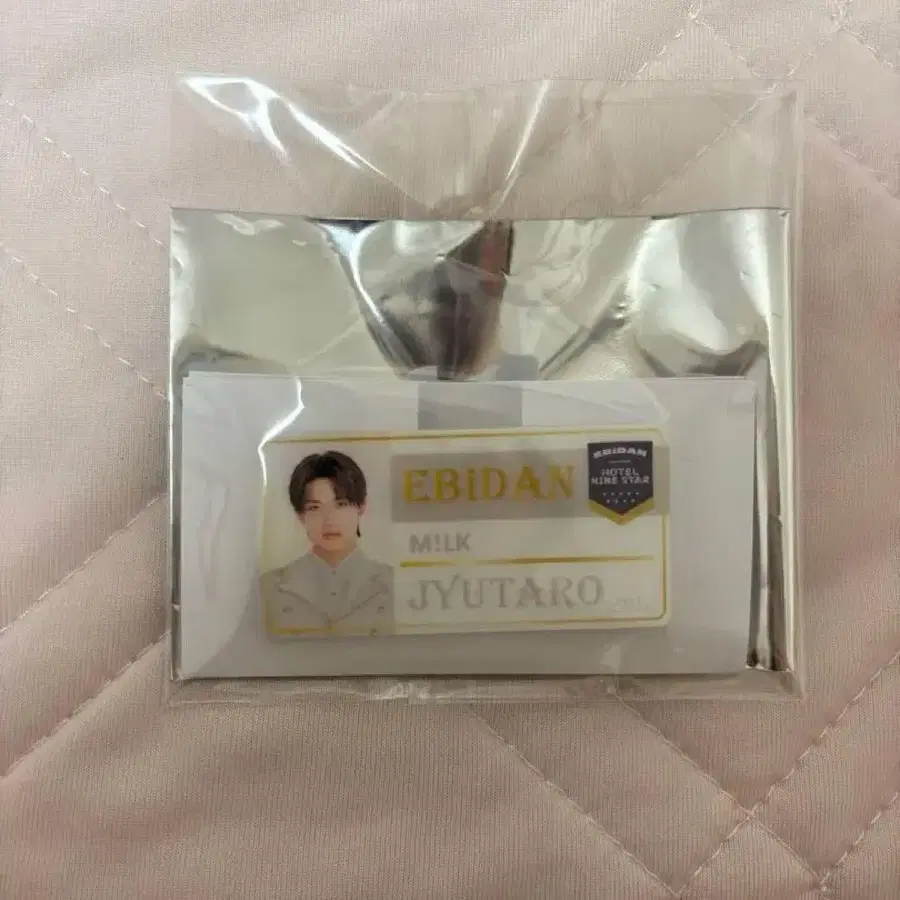 EBiDAN
EBiDAN
HOTEL
NINE STAR
M!LK
JYUTARO